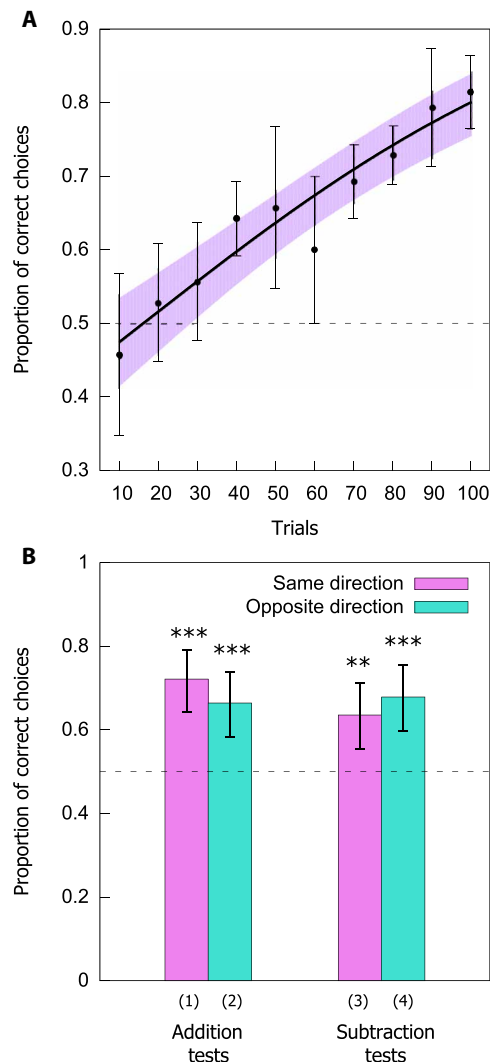 A
Proportion of correct choices
0.9
0.8
0.7
0.6
0.5
0.4
0.3
10 20 30 40 50 60 70 80 90 100
Trials
B
Proportion of correct choices
1
0.8
0.6
0.4
0.2
0
Same direction
Opposite direction
*** *** ** ***
(1) (2) (3) (4)
Addition tests
Subtraction tests